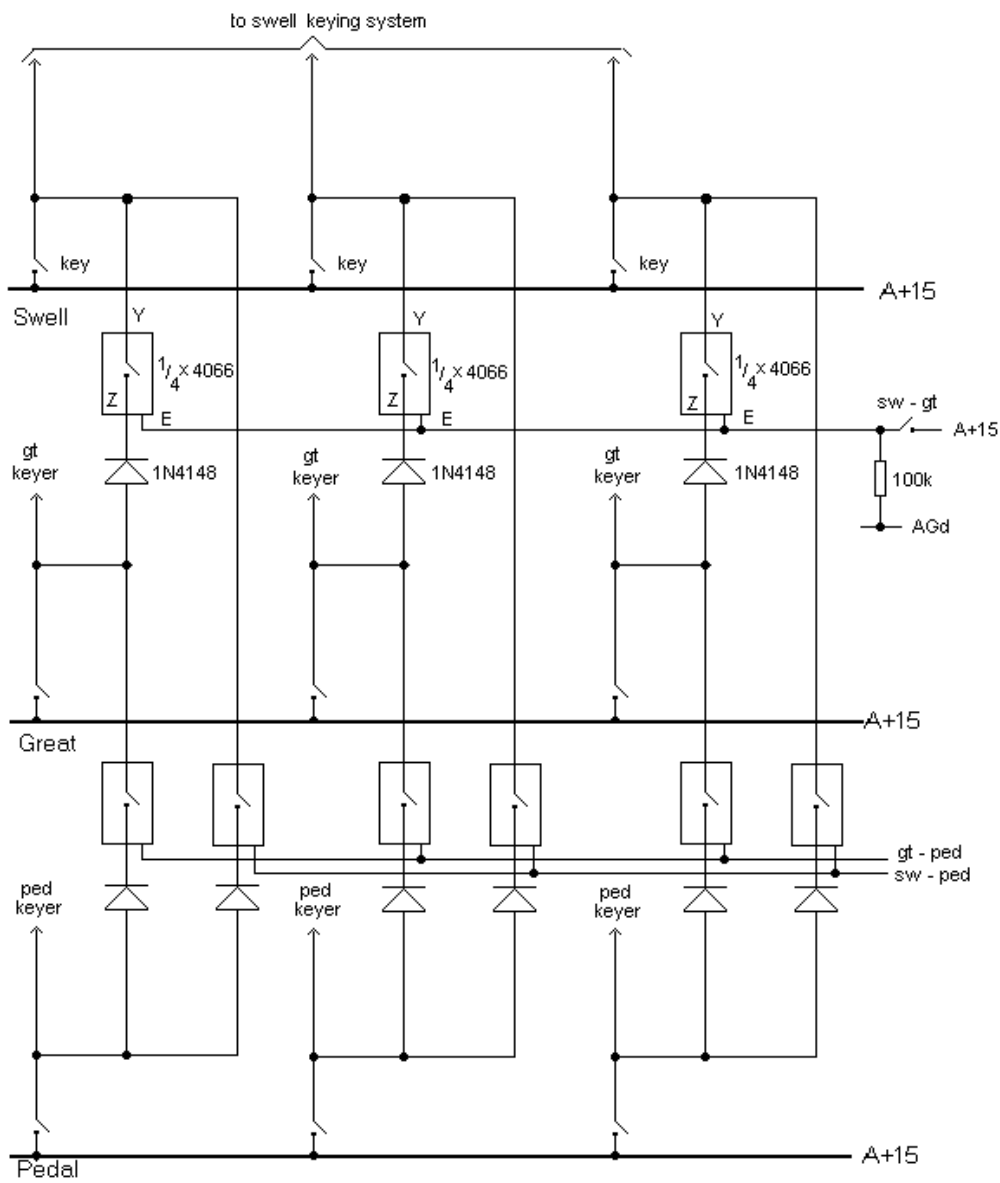 to swell keying system
key
key
key
A+15
Swell
Y
Y
Y
1/4 x 4066
1/4 x 4066
1/4 x 4066
Z
E
Z
E
Z
E
sw - gt
A+15
gt
keyer
1N4148
gt
keyer
1N4148
gt
keyer
1N4148
100k
AGd
A+15
Great
gt - ped
sw - ped
ped
keyer
ped
keyer
ped
keyer
A+15
Pedal